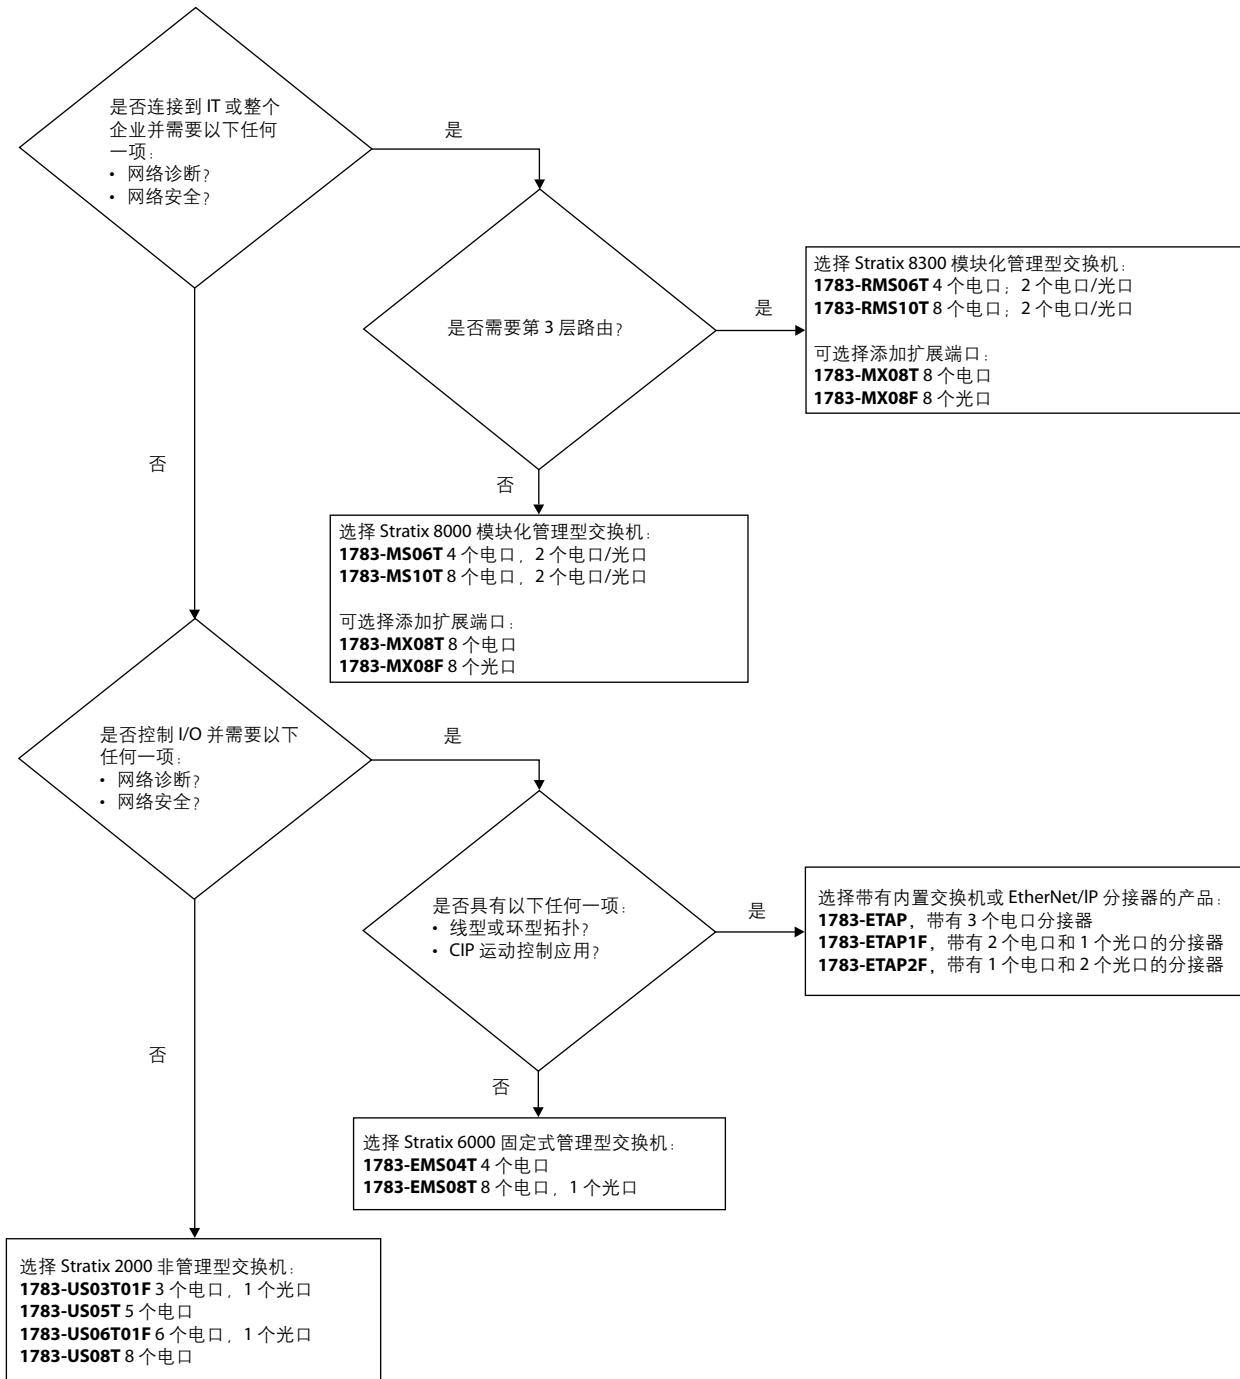 是否连接到 IT 或整个
企业并需要以下任何
一项：
• 网络诊断？
• 网络安全？
是
是否需要第 3 层路由？
是
选择 Stratix 8300 模块化管理型交换机：
1783-RMS06T 4 个电口；2 个电口/光口
1783-RMS10T 8 个电口；2 个电口/光口
可选择添加扩展端口：
1783-MX08T 8 个电口
1783-MX08F 8 个光口
否
否
选择 Stratix 8000 模块化管理型交换机：
1783-MS06T 4 个电口，2 个电口/光口
1783-MS10T 8 个电口，2 个电口/光口
可选择添加扩展端口：
1783-MX08T 8 个电口
1783-MX08F 8 个光口
是否控制 I/O 并需要以下
任何一项：
• 网络诊断？
• 网络安全？
是
是否具有以下任何一项：
• 线型或环型拓扑？
• CIP 运动控制应用？
是
选择带有内置交换机或 EtherNet/IP 分接器的产品：
1783-ETAP，带有 3 个电口分接器
1783-ETAP1F，带有 2 个电口和 1 个光口的分接器
1783-ETAP2F，带有 1 个电口和 2 个光口的分接器
否
否
选择 Stratix 6000 固定式管理型交换机：
1783-EMS04T 4 个电口
1783-EMS08T 8 个电口，1 个光口
选择 Stratix 2000 非管理型交换机：
1783-US03T01F 3 个电口，1 个光口
1783-US05T 5 个电口
1783-US06T01F 6 个电口，1 个光口
1783-US08T 8 个电口